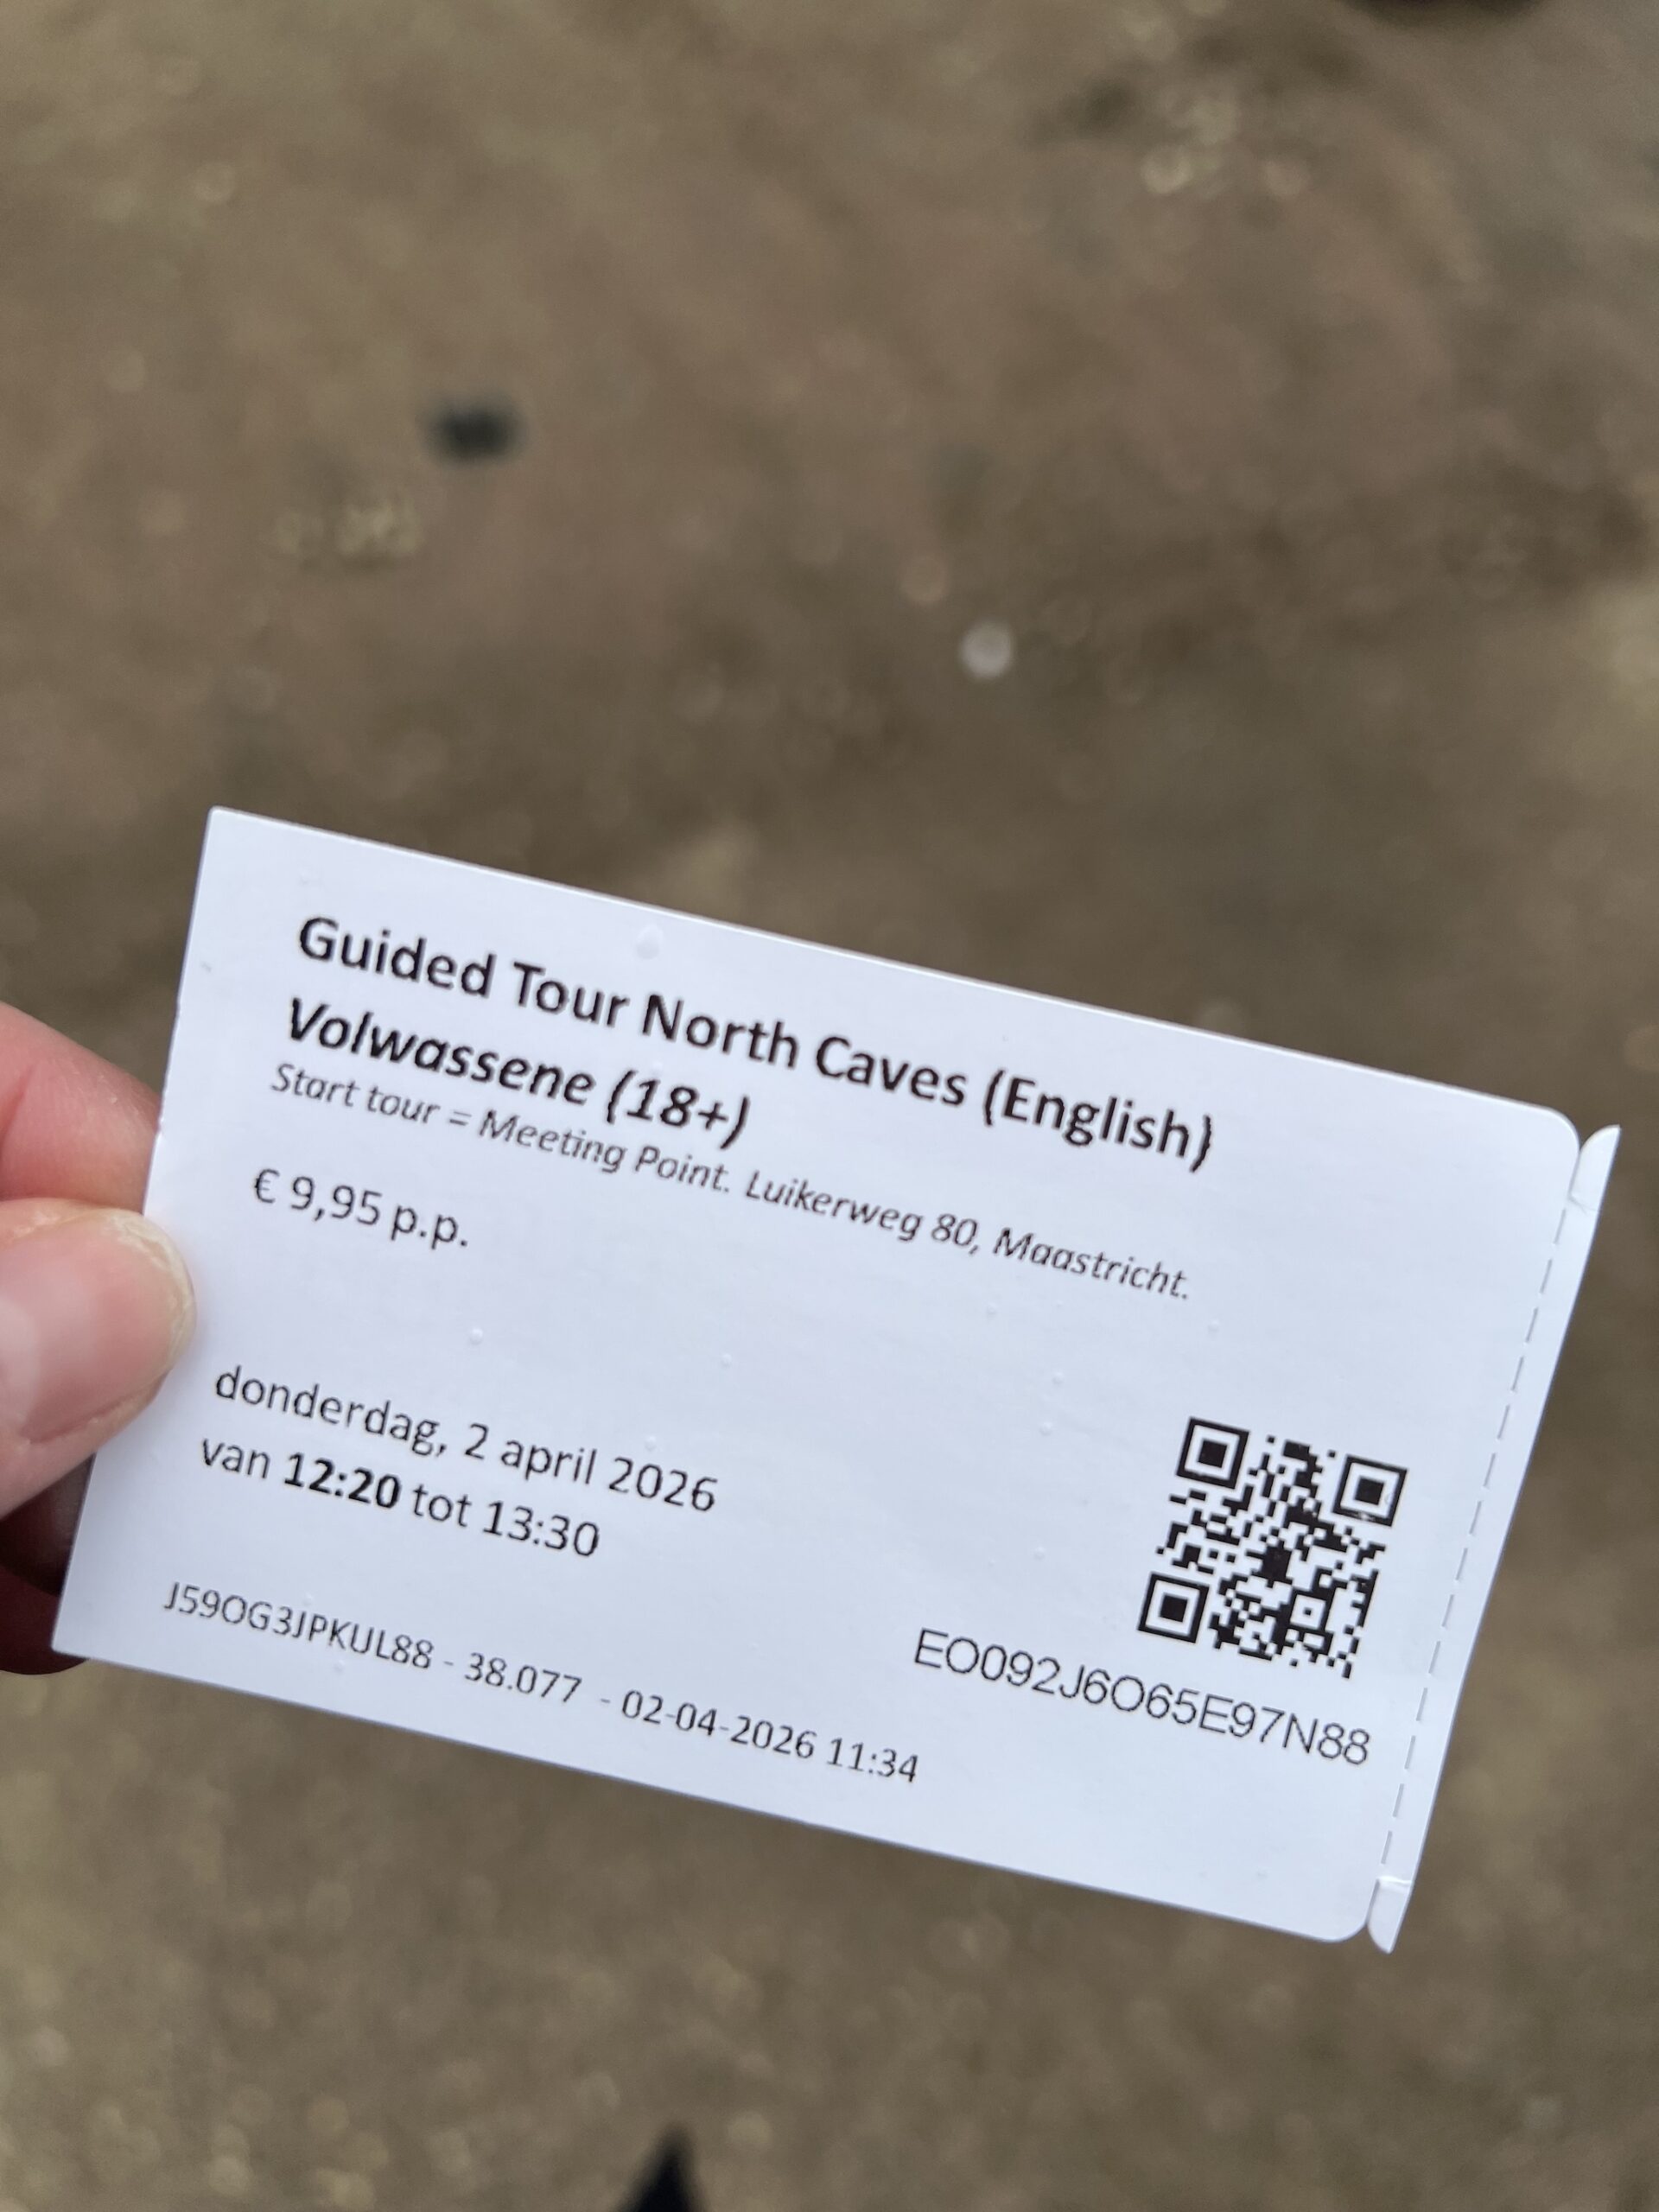 Guided Tour North Caves (English)
Volwassene (18+)
Start tour = Meeting Point. Luikerweg 80, Maastricht.
€ 9,95 p.p.
donderdag, 2 april 2026
van 12:20 tot 13:30
EO092J6O65E97N88
J59OG3JPKUL88 - 38.077 - 02-04-2026 11:34